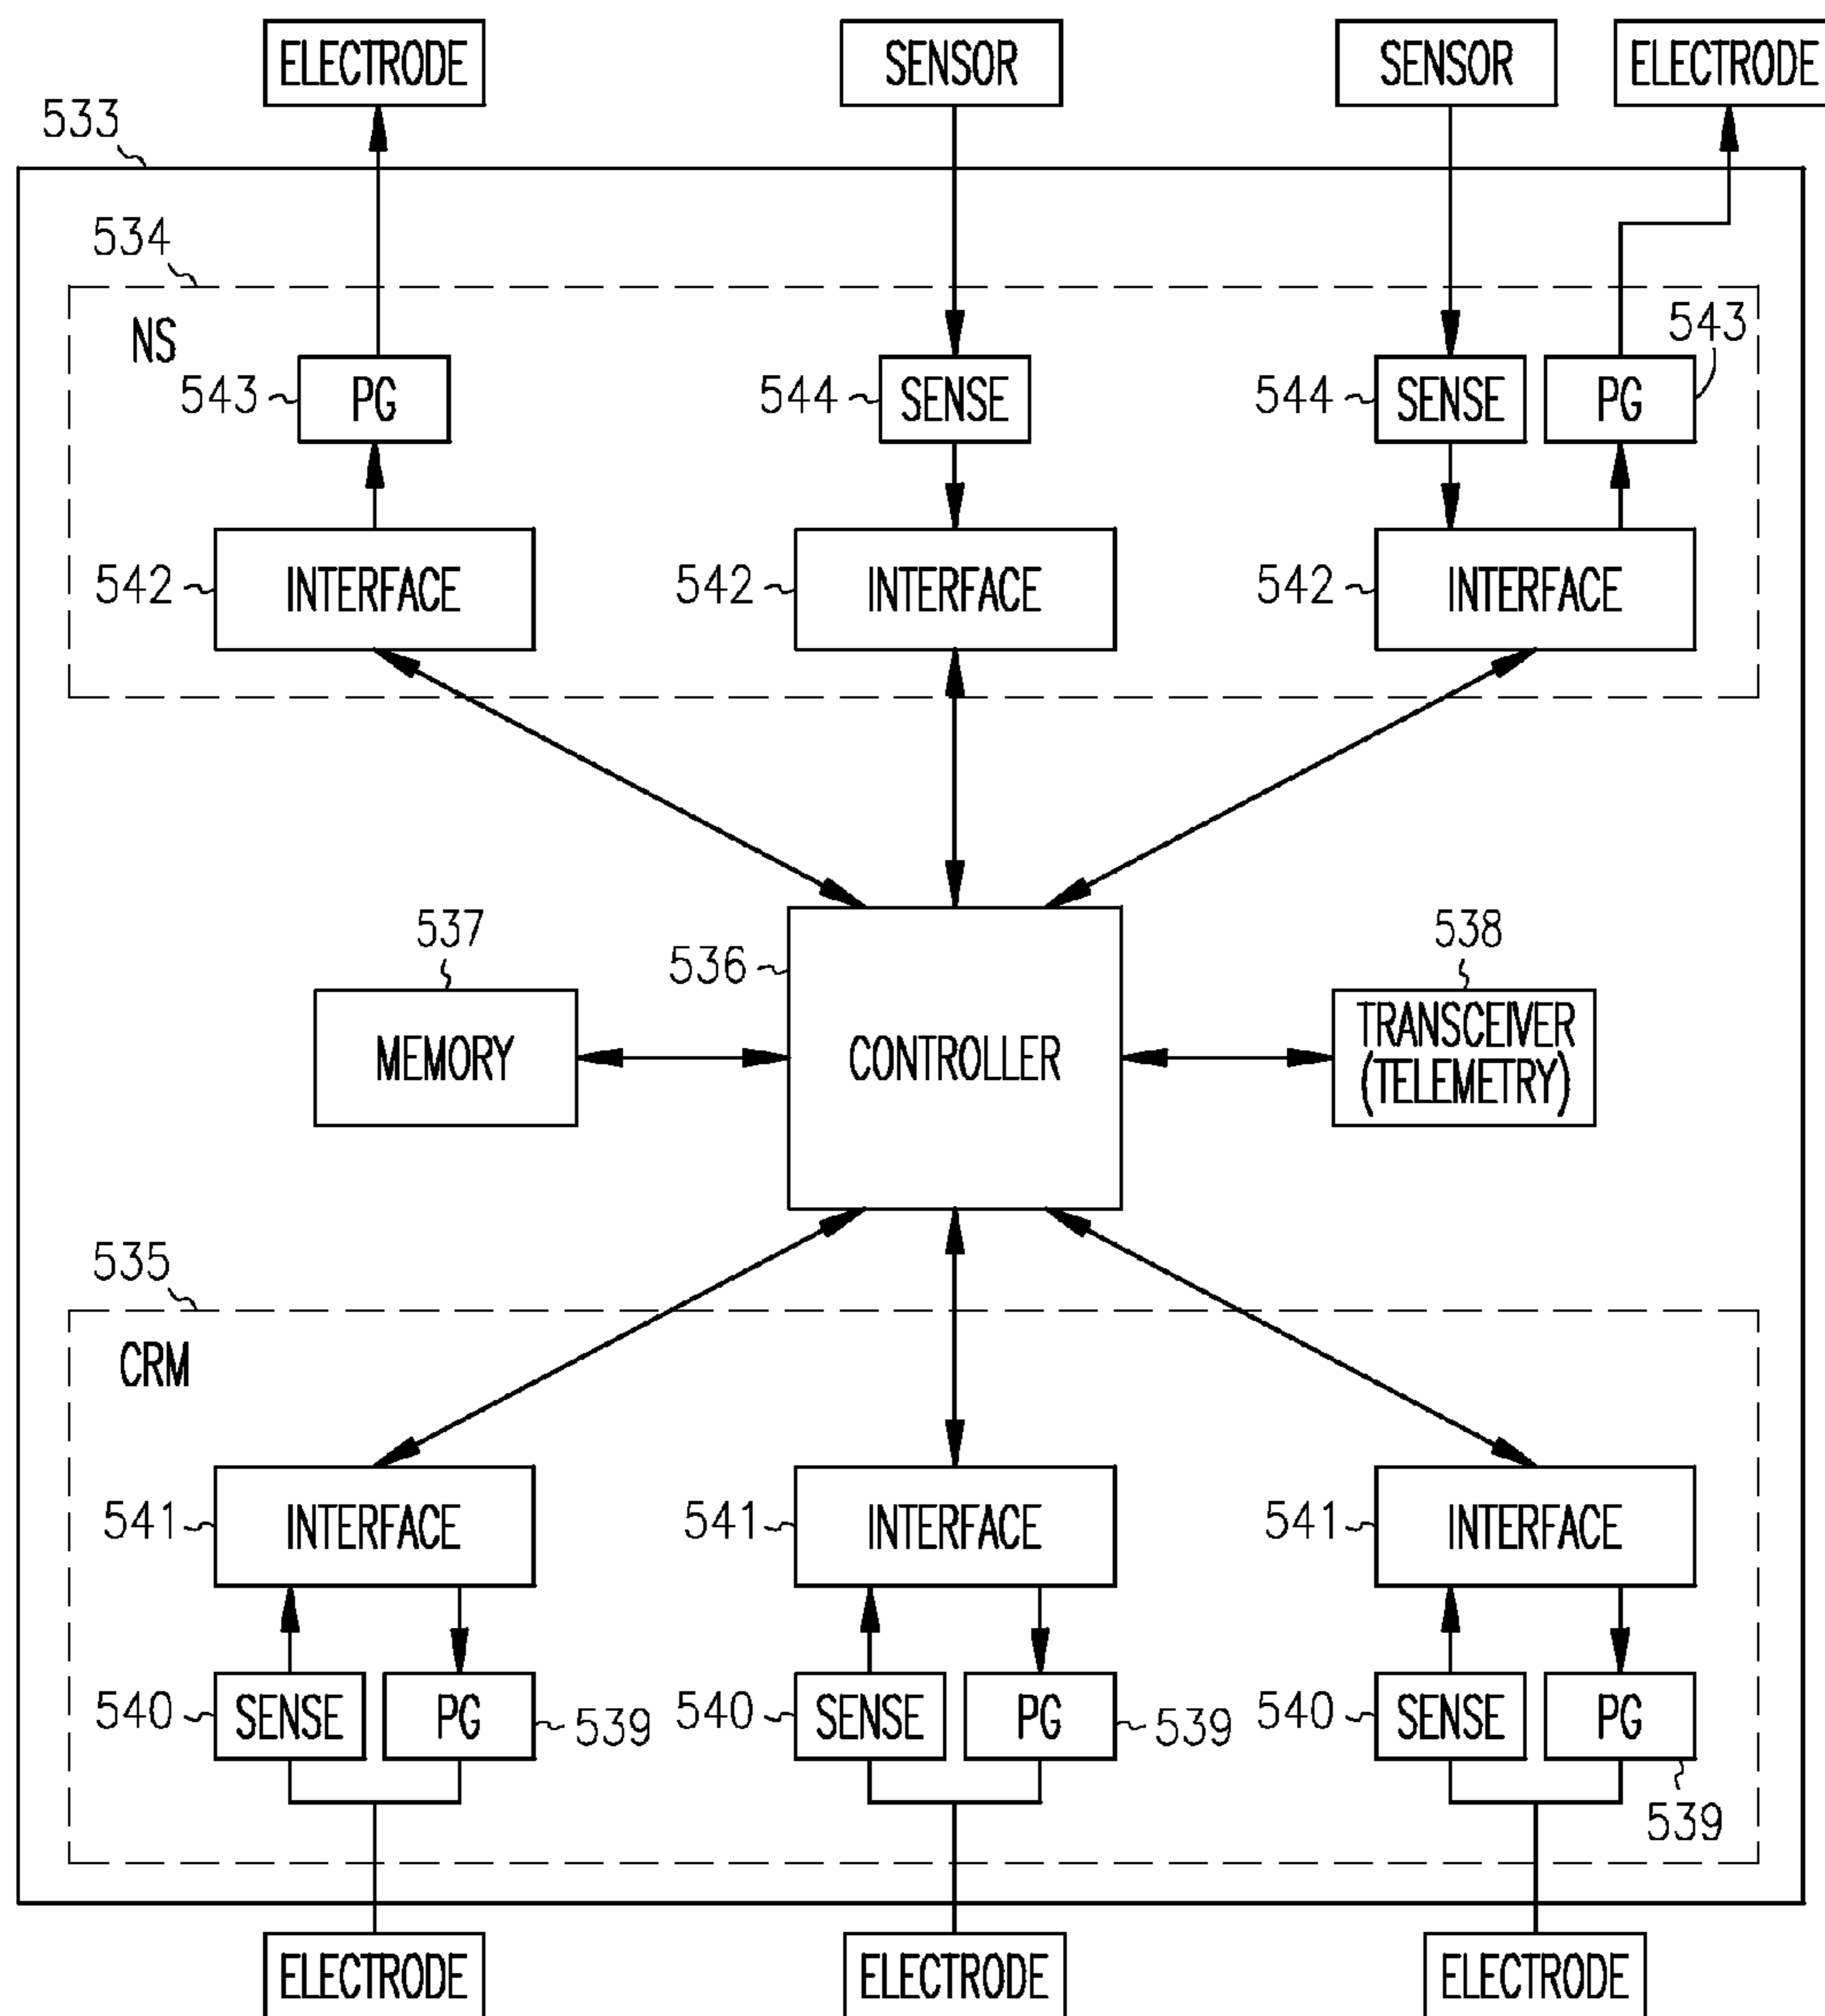 ELECTRODE SENSOR SENSOR ELECTRODE
533
534
NS
543 PG 544 SENSE 544 SENSE PG 543
542 INTERFACE 542 INTERFACE 542 INTERFACE
537 536 538
MEMORY CONTROLLER TRANSCEIVER
(TELEMETRY)
535
CRM
541 INTERFACE 541 INTERFACE 541 INTERFACE
540 SENSE PG 539 540 SENSE PG 539 540 SENSE PG
539
ELECTRODE ELECTRODE ELECTRODE